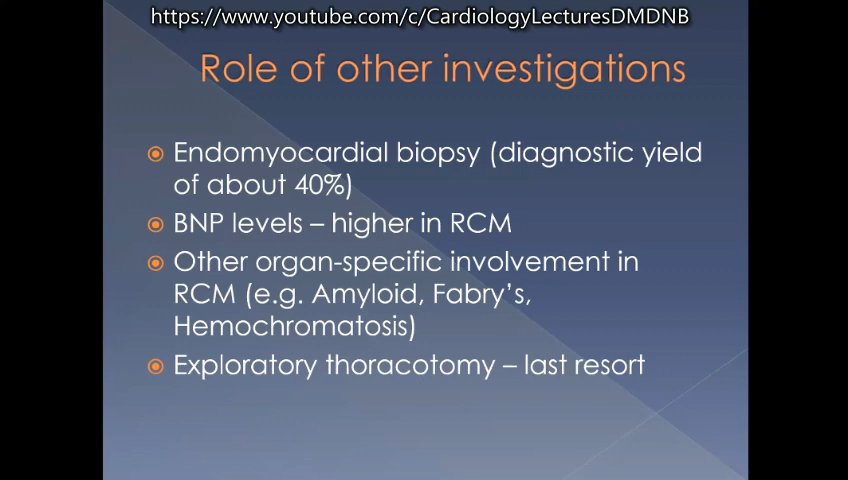 https://www.youtube.com/c/CardiologyLecturesDMDNB
Role of other investigations
Endomyocardial biopsy (diagnostic yield
of about 40%)
BNP levels – higher in RCM
Other organ-specific involvement in
RCM (e.g. Amyloid, Fabry’s,
Hemochromatosis)
Exploratory thoracotomy – last resort